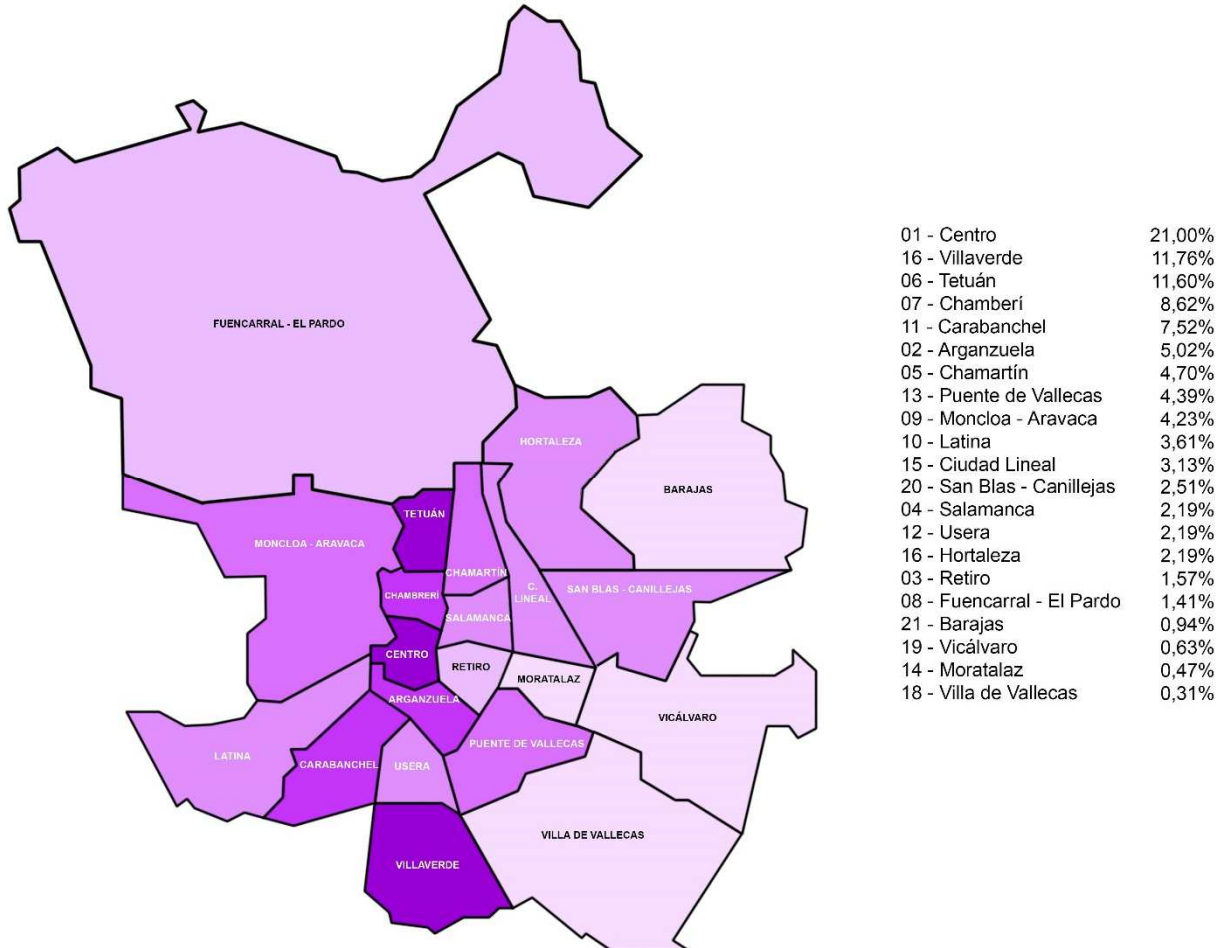 FUENCARRAL - EL PARDO
HORTALEZA
BARAJAS
TETUÁN
MONCLOA - ARAVACA
CHAMARTÍN
C.
LINEAL
SAN BLAS - CANILLEJAS
CHAMBRERÍ
SALAMANCA
CENTRO
RETIRO
MORATALAZ
ARGANZUELA
VICÁLVARO
PUENTE DE VALLECAS
LATINA
CARABANCHEL
USERA
VILLA DE VALLECAS
VILLAVERDE
01 - Centro 21,00%
16 - Villaverde 11,76%
06 - Tetuán 11,60%
07 - Chamberí 8,62%
11 - Carabanchel 7,52%
02 - Arganzuela 5,02%
05 - Chamartín 4,70%
13 - Puente de Vallecas 4,39%
09 - Moncloa - Aravaca 4,23%
10 - Latina 3,61%
15 - Ciudad Lineal 3,13%
20 - San Blas - Canillejas 2,51%
04 - Salamanca 2,19%
12 - Usera 2,19%
16 - Hortaleza 2,19%
03 - Retiro 1,57%
08 - Fuencarral - El Pardo 1,41%
21 - Barajas 0,94%
19 - Vicálvaro 0,63%
14 - Moratalaz 0,47%
18 - Villa de Vallecas 0,31%